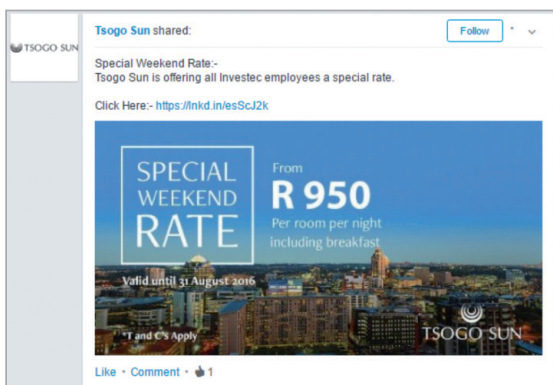 TSOGO SUN
Tsogo Sun shared:
Follow
Special Weekend Rate:-
Tsogo Sun is offering all Investec employees a special rate.
Click Here:- https://lnkd.in/esScJ2k
SPECIAL
WEEKEND
RATE
From
R 950
Per room per night
including breakfast
Valid until 31 August 2016
*T and C's Apply
TSOGO SUN
Like • Comment • 1